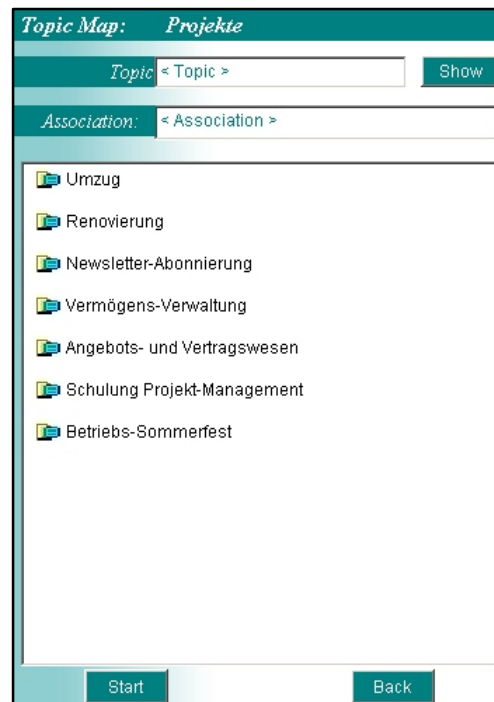 Topic Map: Projekte
Topic < Topic > Show
Association: < Association >
Umzug
Renovierung
Newsletter-Abonnierung
Vermögens-Verwaltung
Angebots- und Vertragswesen
Schulung Projekt-Management
Betriebs-Sommerfest
Start Back